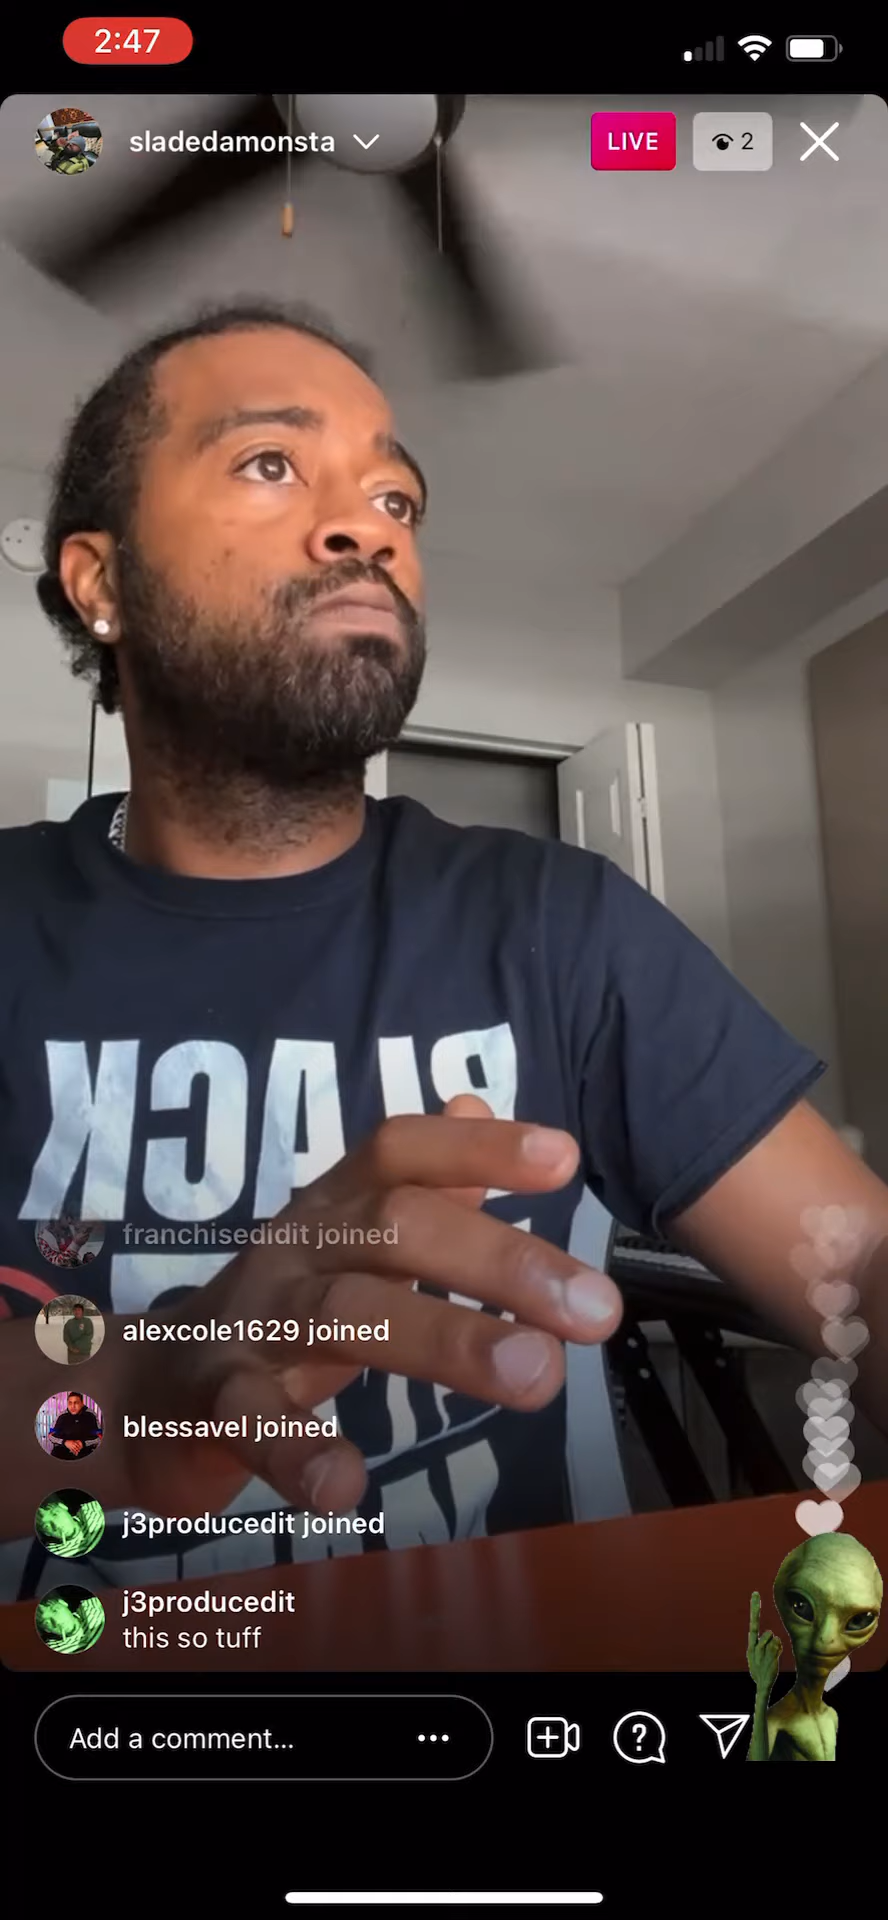 2:47
sladedamonsta
LIVE
2
BLACK
franchisedidit joined
alexcole1629 joined
blessavel joined
j3producedit joined
j3producedit
this so tuff
Add a comment...